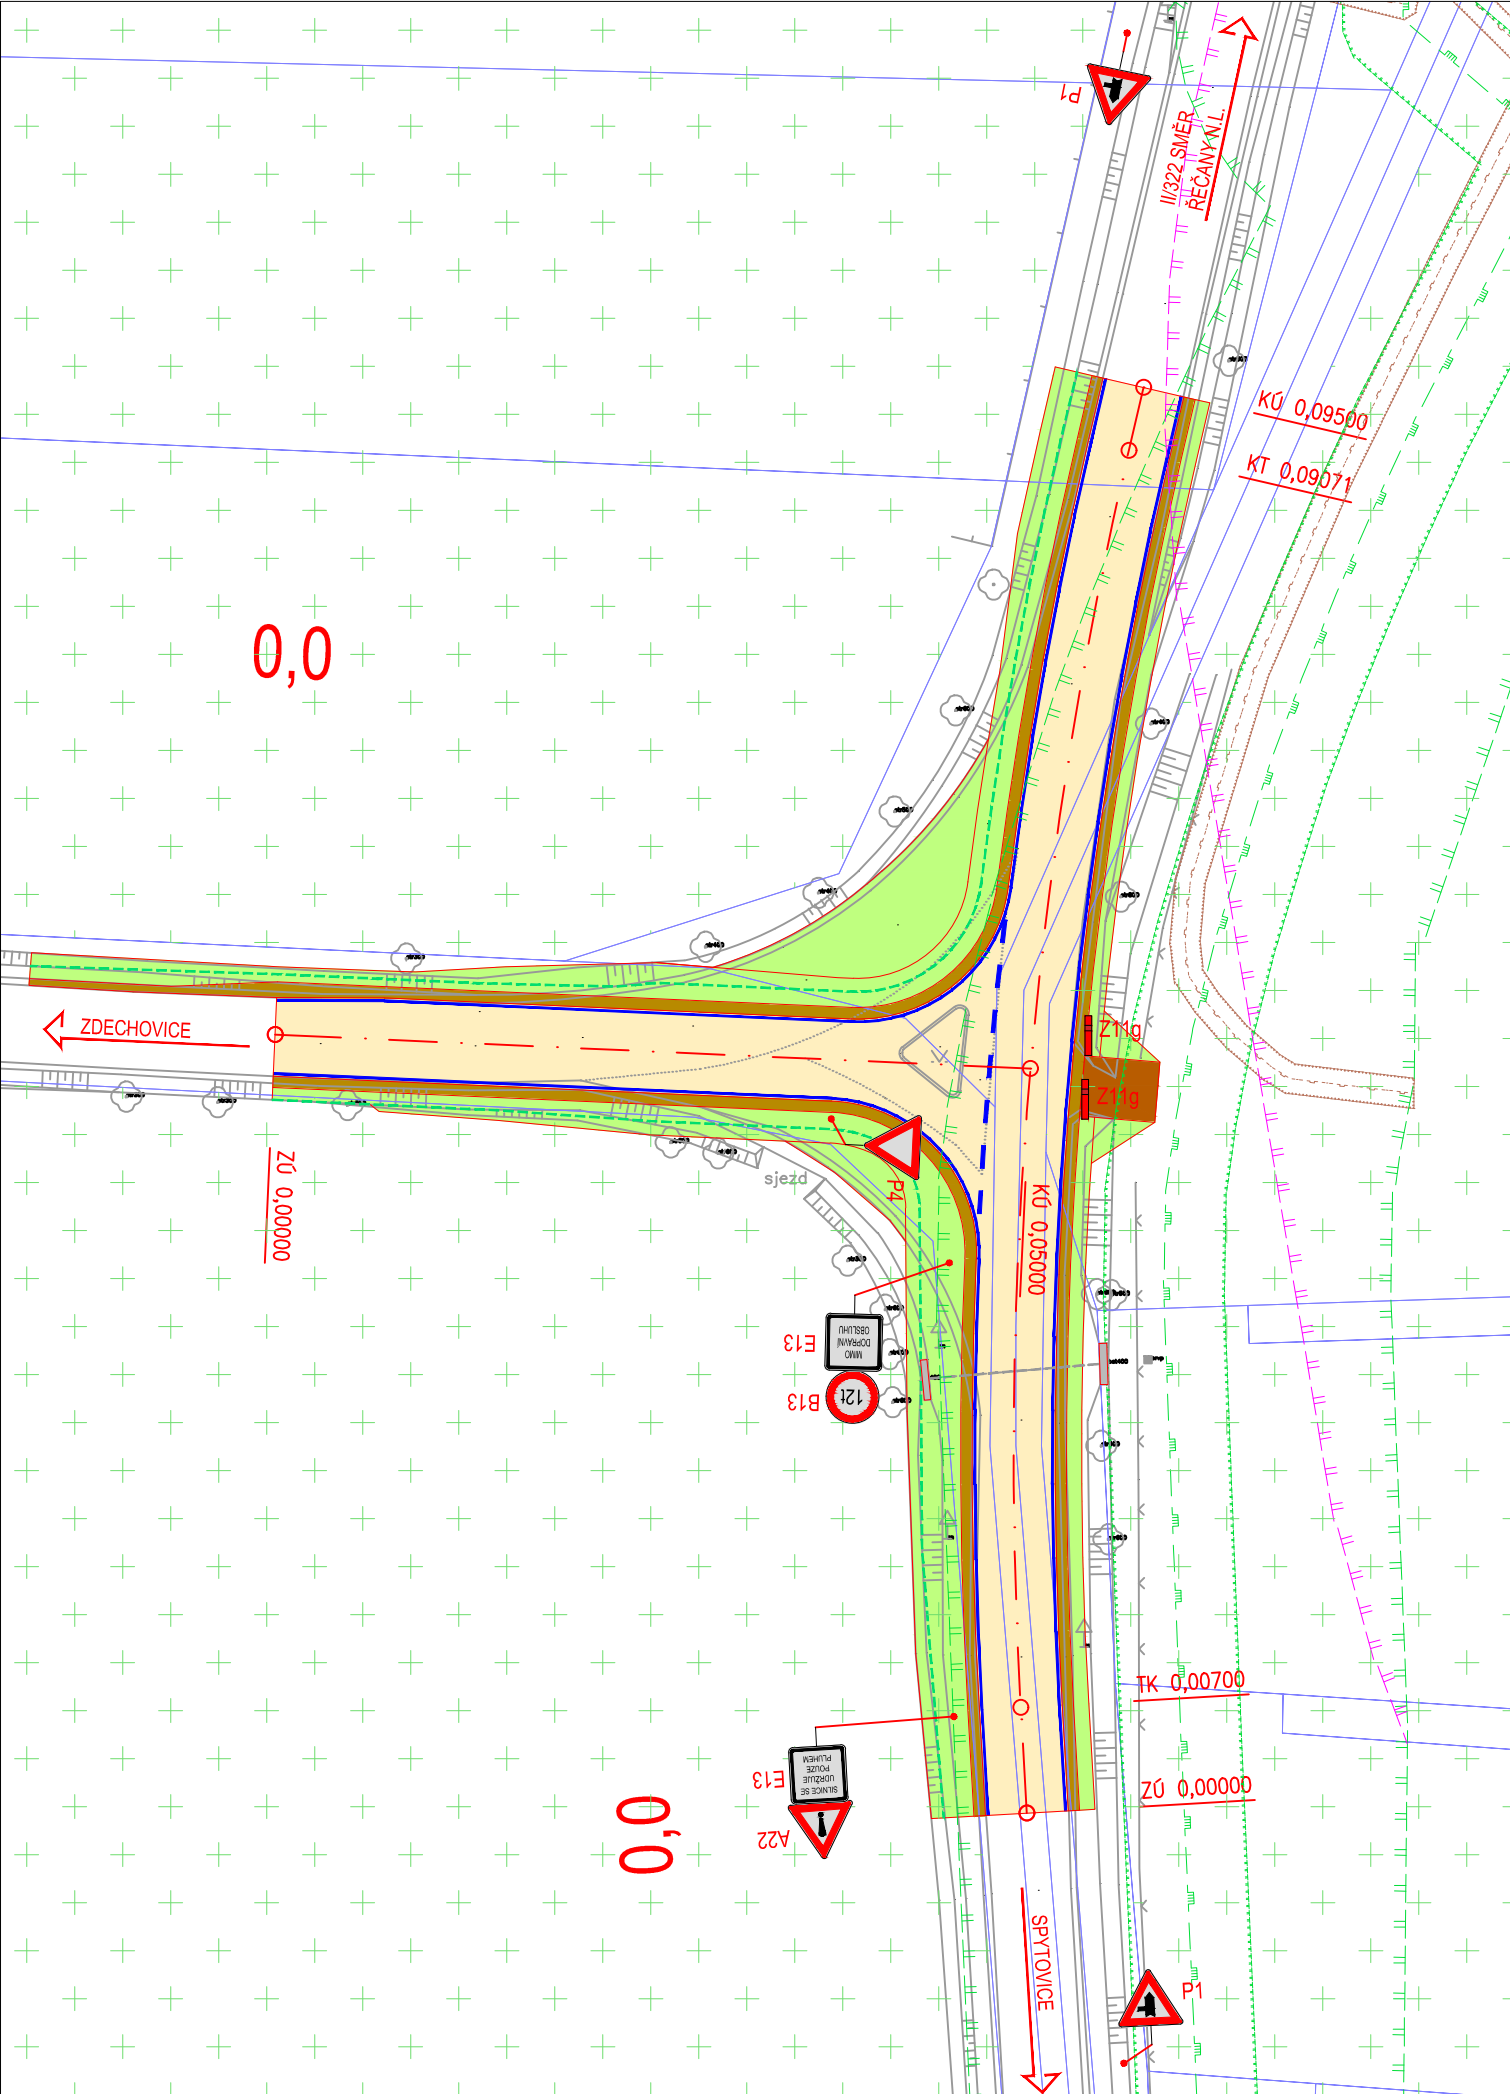 P1
II/322 SMĚR
ŘEČANY N.L.
KÚ 0,09500
KT 0,09071
0,0
ZDECHOVICE
Z11g
Z11g
ZÚ 0,00000
sjezd
P4
KÚ 0,05000
E13
MIMO
DOPRAVNÍ
OBSLUHU
B13
12t
TK 0,00700
E13
SILNICE SE
UDRŽUJE
POUZE
PLUHEM
A22
ZÚ 0,00000
0,0
SPYTOVICE
P1